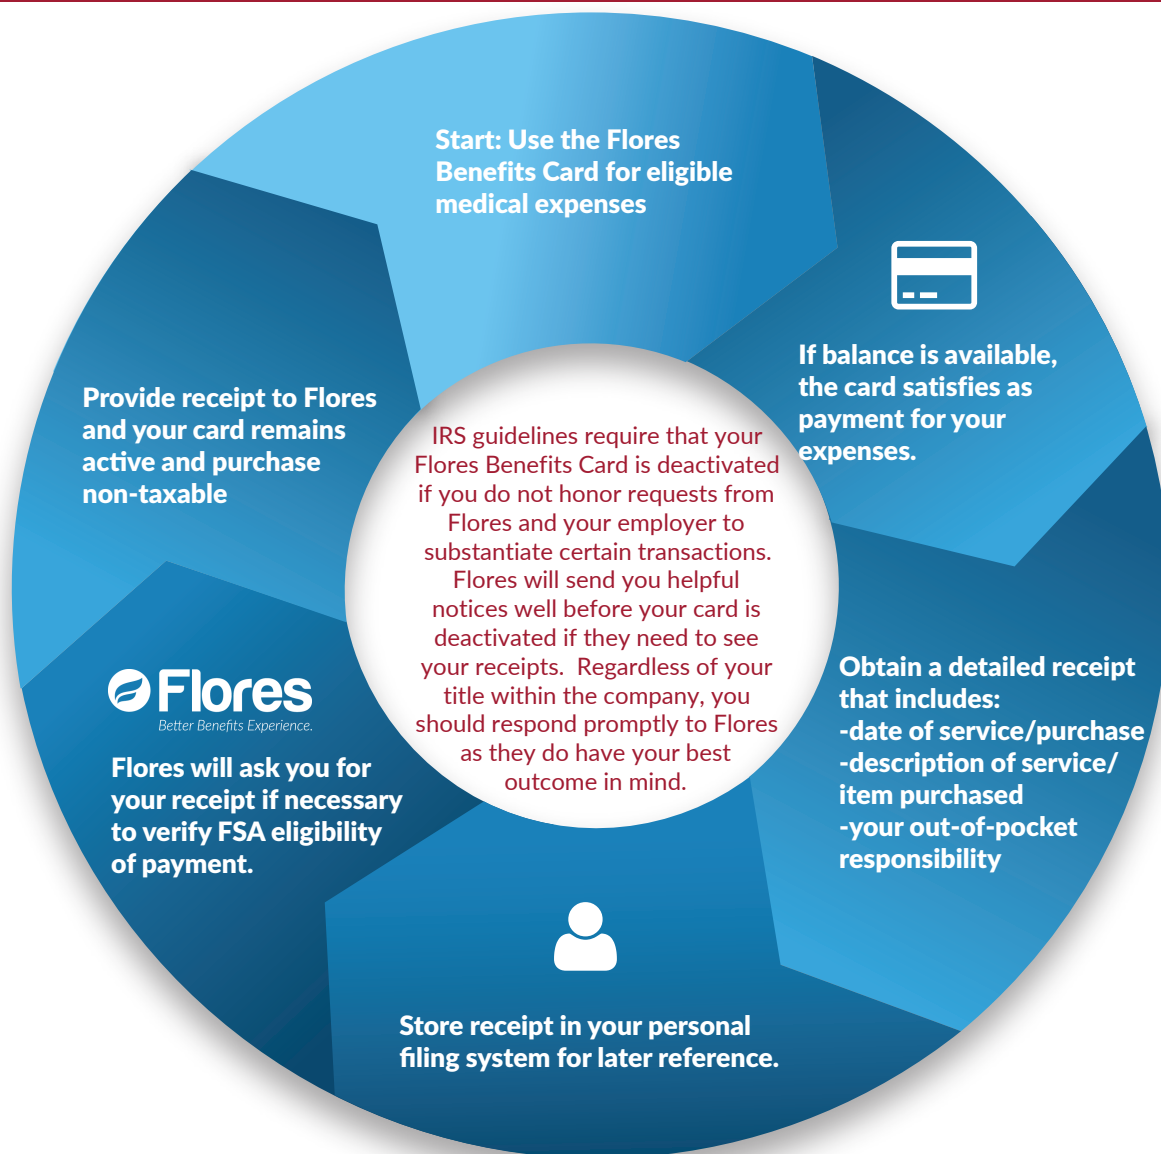 Start: Use the Flores
Benefits Card for eligible
medical expenses
If balance is available,
the card satisfies as
payment for your
expenses.
Obtain a detailed receipt
that includes:
-date of service/purchase
-description of service/
item purchased
-your out-of-pocket
responsibility
Store receipt in your personal
filing system for later reference.
Flores
Better Benefits Experience.
Flores will ask you for
your receipt if necessary
to verify FSA eligibility
of payment.
Provide receipt to Flores
and your card remains
active and purchase
non-taxable
IRS guidelines require that your
Flores Benefits Card is deactivated
if you do not honor requests from
Flores and your employer to
substantiate certain transactions.
Flores will send you helpful
notices well before your card is
deactivated if they need to see
your receipts.  Regardless of your
title within the company, you
should respond promptly to Flores
as they do have your best
outcome in mind.